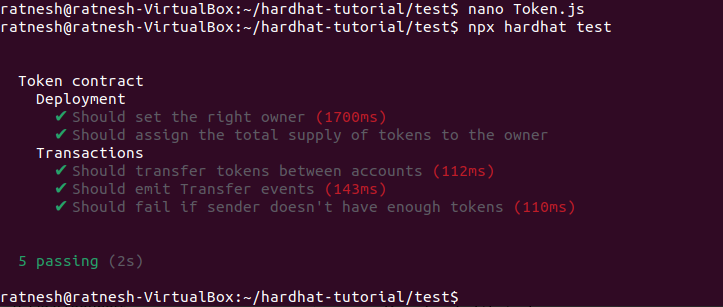 ratnesh@ratnesh-VirtualBox:~/hardhat-tutorial/test$ nano Token.js
ratnesh@ratnesh-VirtualBox:~/hardhat-tutorial/test$ npx hardhat test
Token contract
Deployment
✔ Should set the right owner (1700ms)
✔ Should assign the total supply of tokens to the owner
Transactions
✔ Should transfer tokens between accounts (112ms)
✔ Should emit Transfer events (143ms)
✔ Should fail if sender doesn't have enough tokens (110ms)
5 passing (2s)
ratnesh@ratnesh-VirtualBox:~/hardhat-tutorial/test$